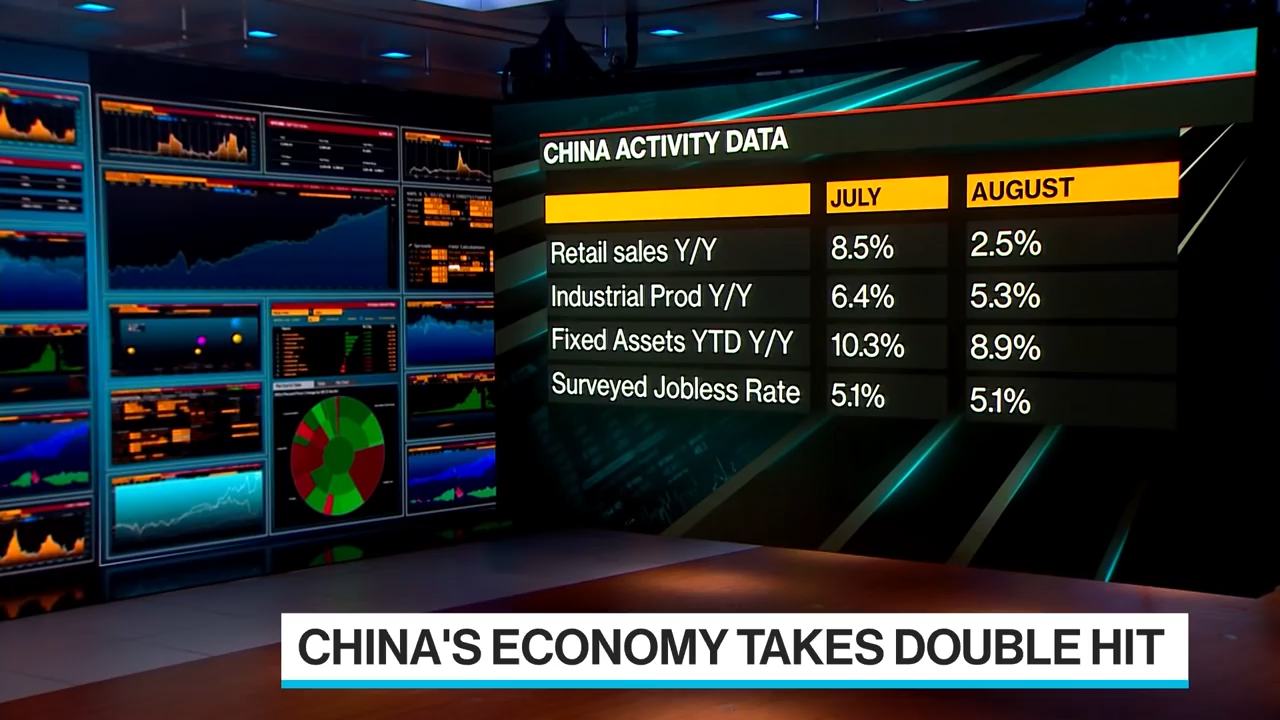 CHINA ACTIVITY DATA
JULY AUGUST
Retail sales Y/Y 8.5% 2.5%
Industrial Prod Y/Y 6.4% 5.3%
Fixed Assets YTD Y/Y 10.3% 8.9%
Surveyed Jobless Rate 5.1% 5.1%
CHINA'S ECONOMY TAKES DOUBLE HIT